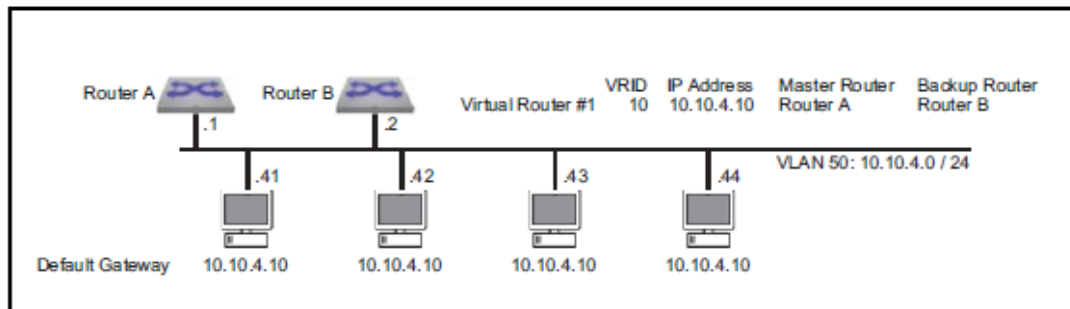 Router A
Router B
VRID IP Address Master Router Backup Router
Virtual Router #1 10 10.10.4.10 Router A Router B
.1 .2
VLAN 50: 10.10.4.0 / 24
.41 .42 .43 .44
Default Gateway 10.10.4.10 10.10.4.10 10.10.4.10 10.10.4.10